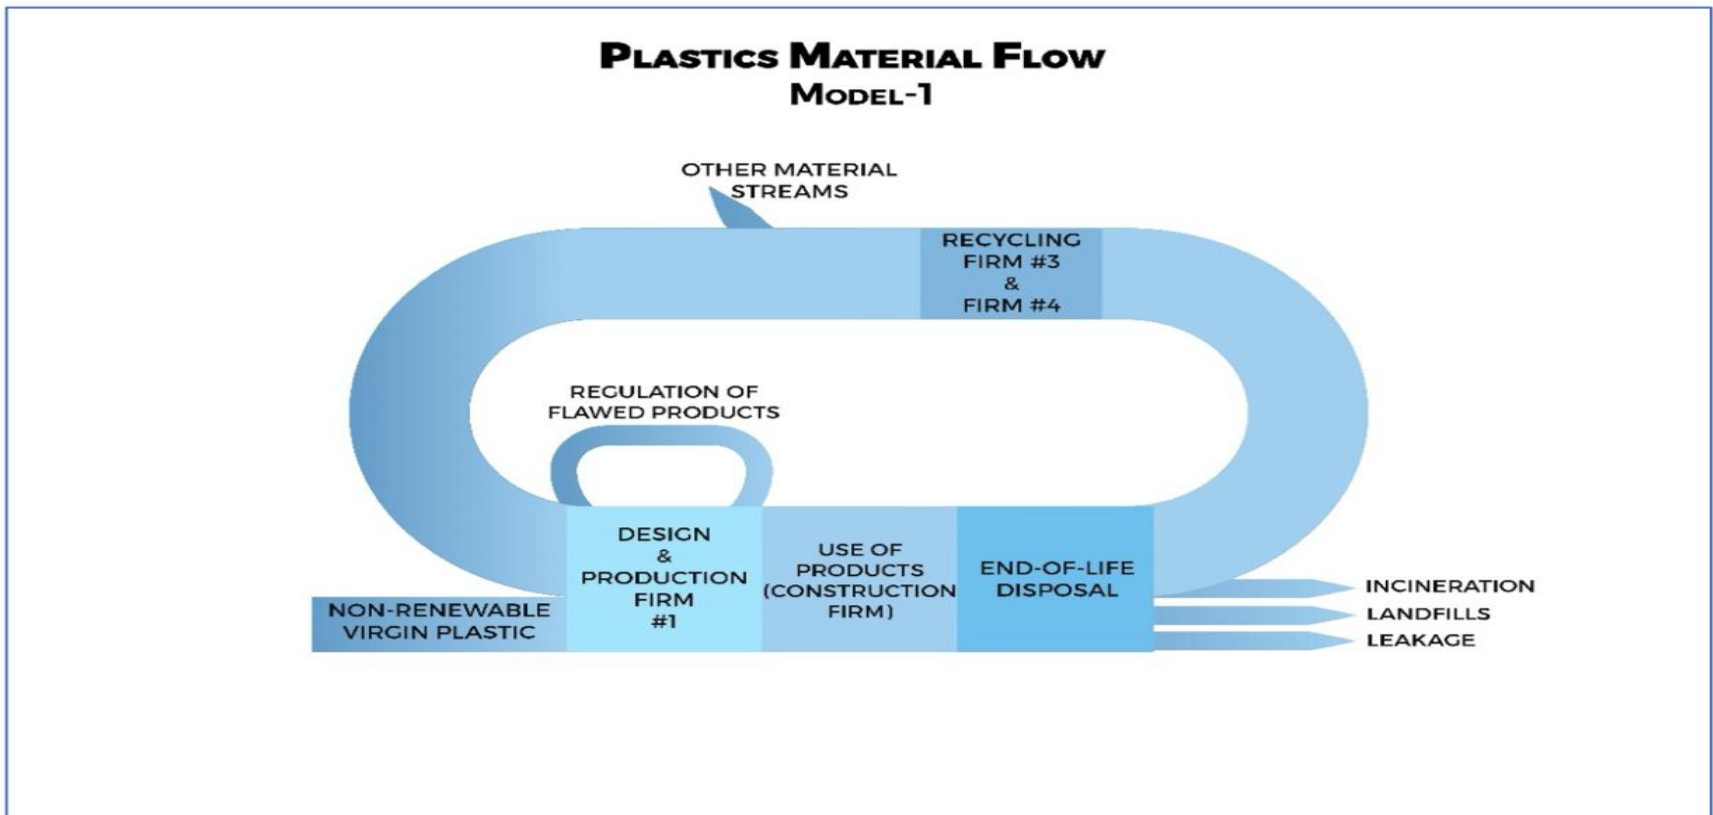 PLASTICS MATERIAL FLOW
MODEL-1
OTHER MATERIAL
STREAMS
RECYCLING
FIRM #3
&
FIRM #4
REGULATION OF
FLAWED PRODUCTS
DESIGN
&
PRODUCTION
FIRM
#1
USE OF
PRODUCTS
(CONSTRUCTION
FIRM)
END-OF-LIFE
DISPOSAL
NON-RENEWABLE
VIRGIN PLASTIC
INCINERATION
LANDFILLS
LEAKAGE